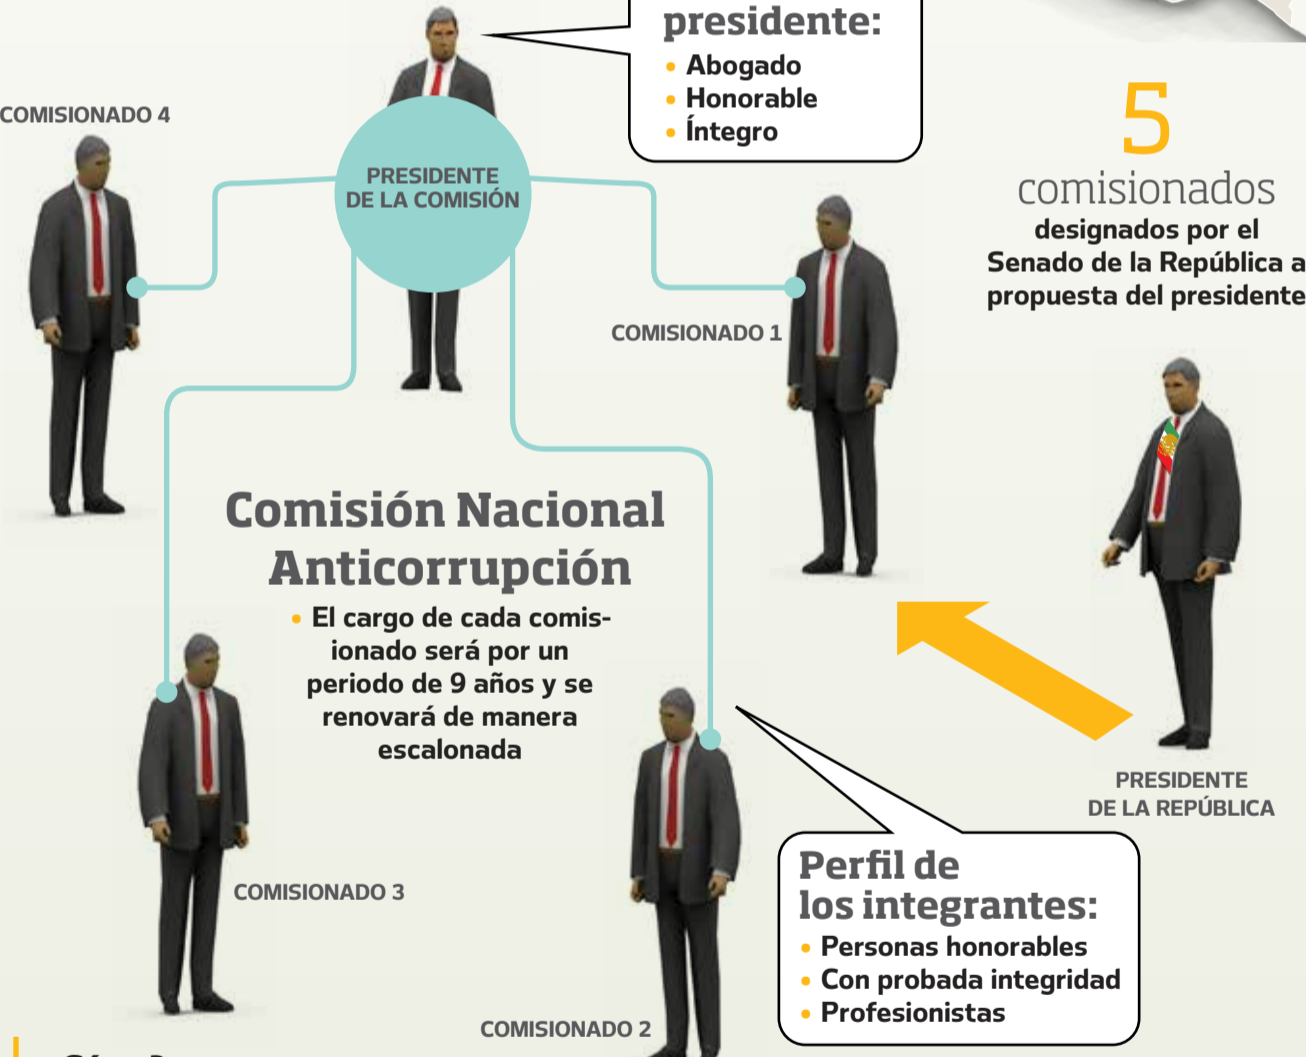 presidente:
• Abogado
• Honorable
• Íntegro
COMISIONADO 4
PRESIDENTE
DE LA COMISIÓN
5
comisionados
designados por el
Senado de la República a
propuesta del presidente
COMISIONADO 1
Comisión Nacional
Anticorrupción
• El cargo de cada comis-
ionado será por un
periodo de 9 años y se
renovará de manera
escalonada
PRESIDENTE
DE LA REPÚBLICA
COMISIONADO 3
Perfil de
los integrantes:
• Personas honorables
• Con probada integridad
• Profesionistas
COMISIONADO 2